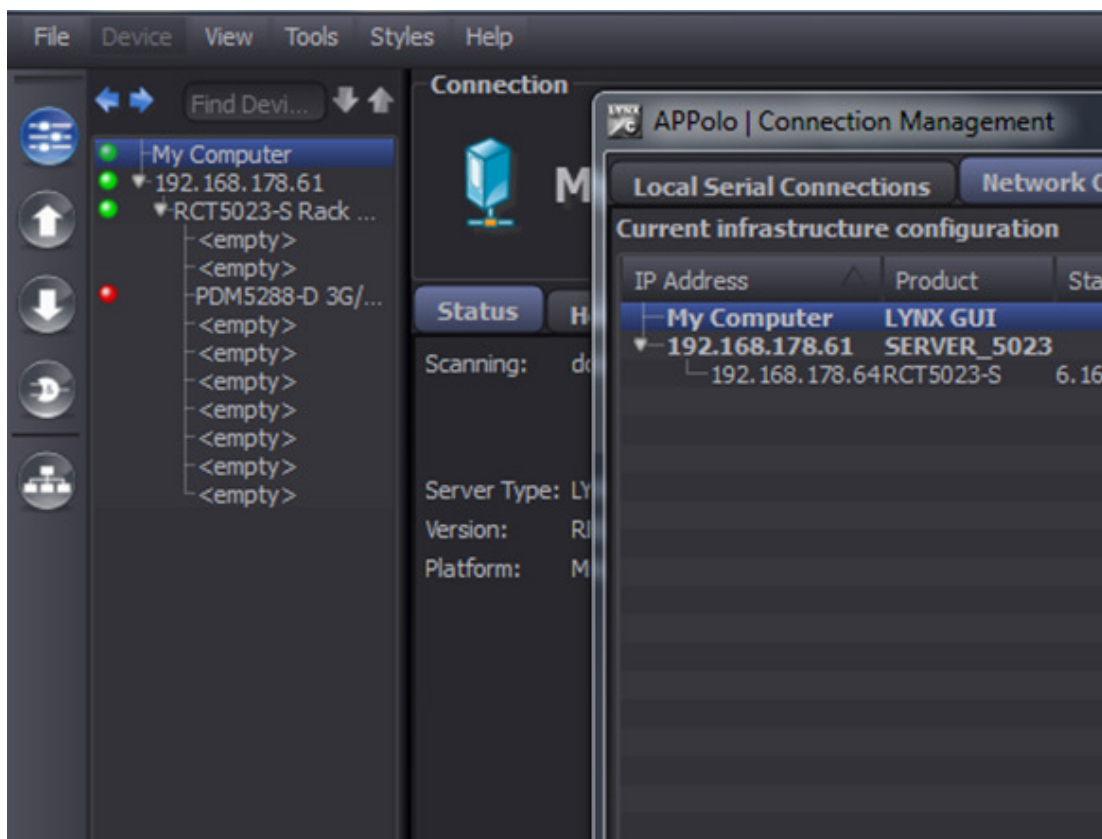 File Device View Tools Styles Help
Find Devi...
My Computer
192.168.178.61
RCT5023-S Rack ...
<empty>
<empty>
PDM5288-D 3G/...
<empty>
<empty>
<empty>
<empty>
<empty>
<empty>
<empty>
Connection
M
Status
Scanning:
Server Type: LY
Version:
Platform: M
LYNX
C
APPolo | Connection Management
Local Serial Connections Network C
Current infrastructure configuration
IP Address Product Sta
My Computer LYNX GUI
192.168.178.61 SERVER_5023
192.168.178.64 RCT5023-S 6.16